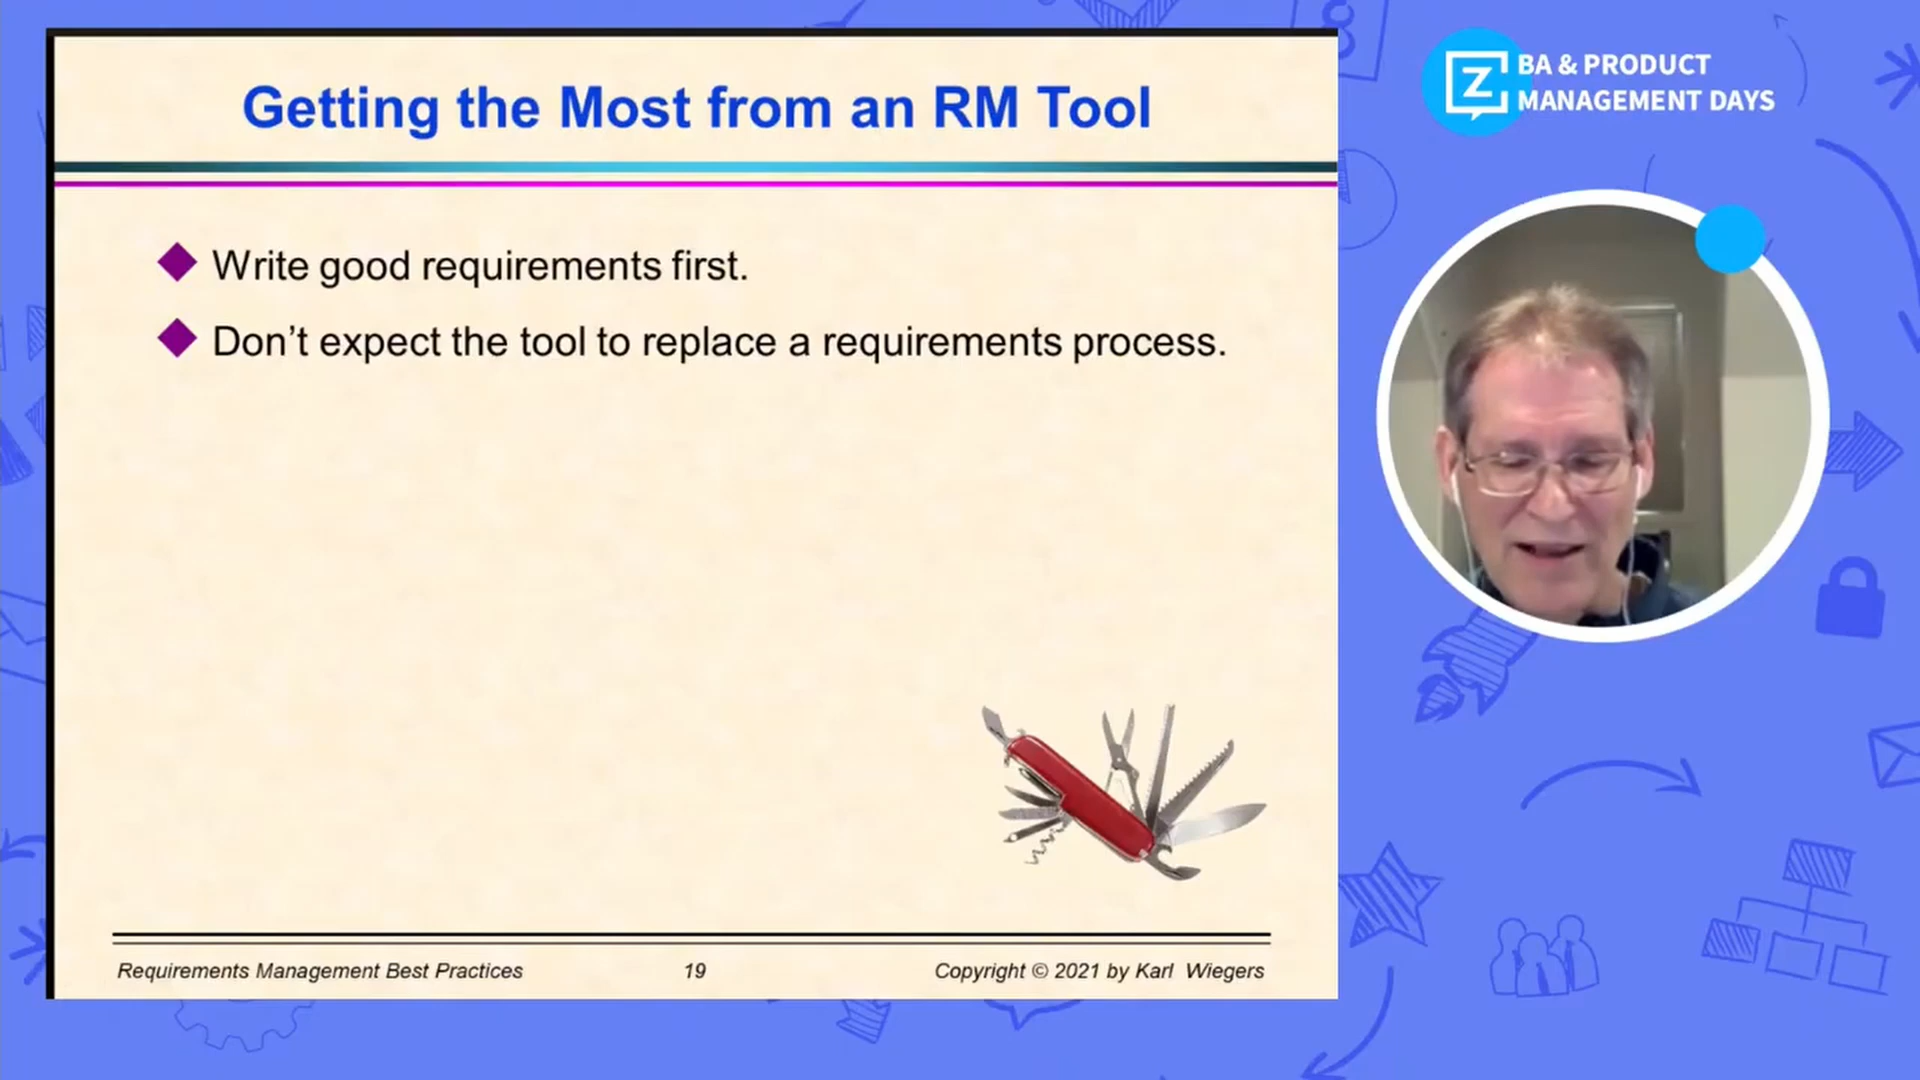 Getting the Most from an RM Tool
Write good requirements first.
Don’t expect the tool to replace a requirements process.
Requirements Management Best Practices
19
Copyright © 2021 by Karl Wiegers
Z
BA & PRODUCT
MANAGEMENT DAYS